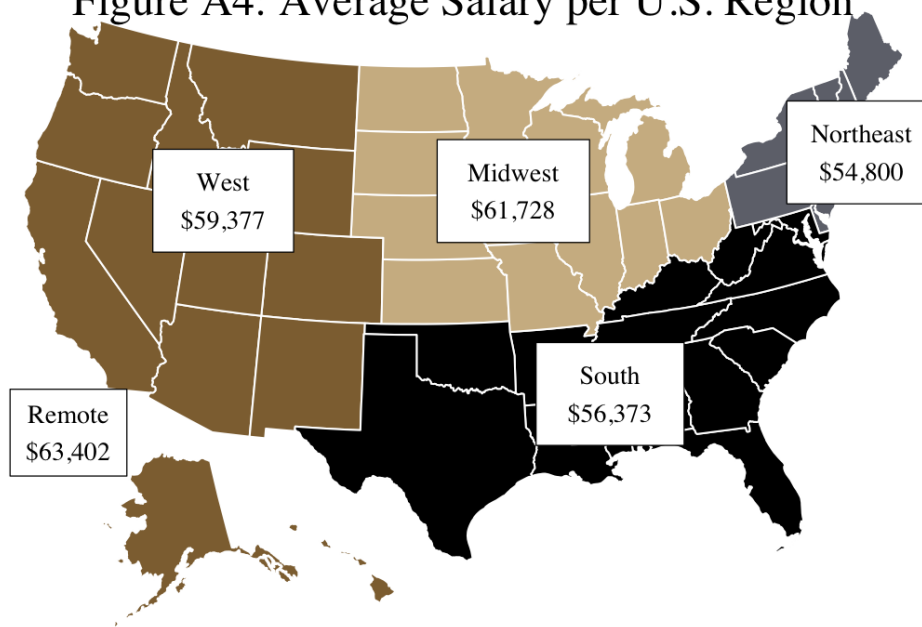 Figure A4: Average Salary per U.S. Region
Northeast
$54,800
West
$59,377
Midwest
$61,728
South
$56,373
Remote
$63,402